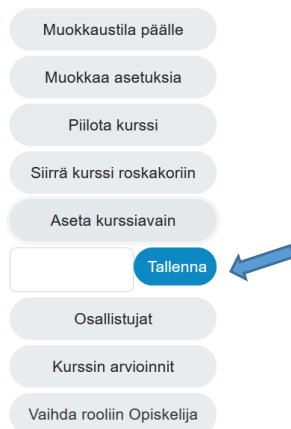 Muokkaustila päälle
Muokkaa asetuksia
Piilota kurssi
Siirrä kurssi roskakoriin
Aseta kurssiavain
Tallenna
Osallistujat
Kurssin arvioinnit
Vaihda rooliin Opiskelija